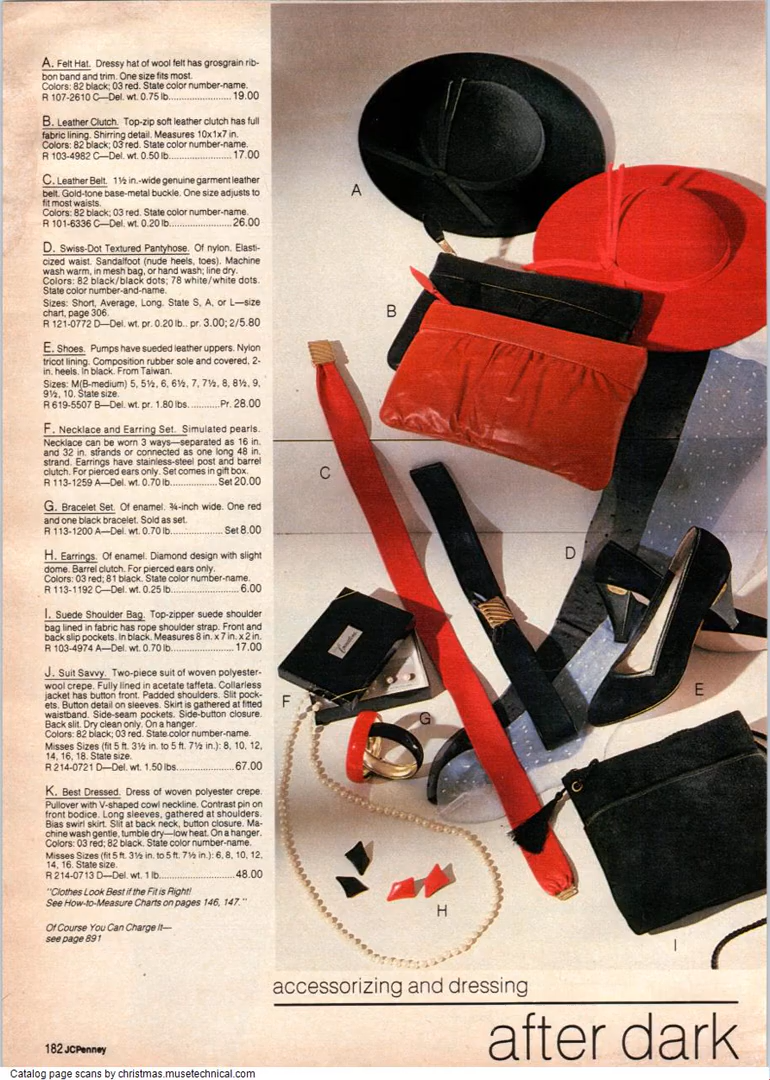 A. Felt Hat. Dressy hat of wool felt has grosgrain rib-
bon band and trim. One size fits most.
Colors: 82 black; 03 red. State color number-name.
R 107-2610 C—Del. wt. 0.75 lb........................ 19.00
B. Leather Clutch. Top-zip soft leather clutch has full
fabric lining. Shirring detail. Measures 10x1x7 in.
Colors: 82 black; 03 red. State color number-name.
R 103-4982 C—Del. wt. 0.50 lb........................ 17.00
C. Leather Belt. 1½ in.-wide genuine garment leather
belt. Gold-tone base-metal buckle. One size adjusts to
fit most waists.
Colors: 82 black; 03 red. State color number-name.
R 101-6336 C—Del. wt. 0.20 lb........................ 26.00
D. Swiss-Dot Textured Pantyhose. Of nylon. Elasti-
cized waist. Sandalfoot (nude heels, toes). Machine
wash warm, in mesh bag, or hand wash; line dry.
Colors: 82 black/black dots; 78 white/white dots.
State color number-and-name.
Sizes: Short, Average, Long. State S, A, or L—size
chart, page 306.
R 121-0772 D—Del. wt. pr. 0.20 lb.. pr. 3.00; 2/5.80
E. Shoes. Pumps have sueded leather uppers. Nylon
tricot lining. Composition rubber sole and covered, 2-
in. heels. In black. From Taiwan.
Sizes: M(B-medium) 5, 5½, 6, 6½, 7, 7½, 8, 8½, 9,
9½, 10. State size.
R 619-5507 B—Del. wt. pr. 1.80 lbs. ...........Pr. 28.00
F. Necklace and Earring Set. Simulated pearls.
Necklace can be worn 3 ways—separated as 16 in.
and 32 in. strands or connected as one long 48 in.
strand. Earrings have stainless-steel post and barrel
clutch. For pierced ears only. Set comes in gift box.
R 113-1259 A—Del. wt. 0.70 lb..................Set 20.00
G. Bracelet Set. Of enamel. ¾-inch wide. One red
and one black bracelet. Sold as set.
R 113-1200 A—Del. wt. 0.70 lb.................... Set 8.00
H. Earrings. Of enamel. Diamond design with slight
dome. Barrel clutch. For pierced ears only.
Colors: 03 red; 81 black. State color number-name.
R 113-1192 C—Del. wt. 0.25 lb.......................... 6.00
I. Suede Shoulder Bag. Top-zipper suede shoulder
bag lined in fabric has rope shoulder strap. Front and
back slip pockets. In black. Measures 8 in. x 7 in. x 2 in.
R 103-4974 A—Del. wt. 0.70 lb........................ 17.00
J. Suit Savvy. Two-piece suit of woven polyester-
wool crepe. Fully lined in acetate taffeta. Collarless
jacket has button front. Padded shoulders. Slit pock-
ets. Button detail on sleeves. Skirt is gathered at fitted
waistband. Side-seam pockets. Side-button closure.
Back slit. Dry clean only. On a hanger.
Colors: 82 black; 03 red. State color number-name.
Misses Sizes (fit 5 ft. 3½ in. to 5 ft. 7½ in.): 8, 10, 12,
14, 16, 18. State size.
R 214-0721 D—Del. wt. 1.50 lbs....................... 67.00
K. Best Dressed. Dress of woven polyester crepe.
Pullover with V-shaped cowl neckline. Contrast pin on
front bodice. Long sleeves, gathered at shoulders.
Bias swirl skirt. Slit at back neck, button closure. Ma-
chine wash gentle, tumble dry—low heat. On a hanger.
Colors: 03 red; 82 black. State color number-name.
Misses Sizes (fit 5 ft. 3½ in. to 5 ft. 7½ in.): 6, 8, 10, 12,
14, 16. State size.
R 214-0713 D—Del. wt. 1 lb............................. 48.00
"Clothes Look Best if the Fit is Right!
See How-to-Measure Charts on pages 146, 147."
Of Course You Can Charge It—
see page 891
182 JCPenney
A
B
C
D
E
F
G
H
I
accessorizing and dressing
after dark
Catalog page scans by christmas.musetechnical.com